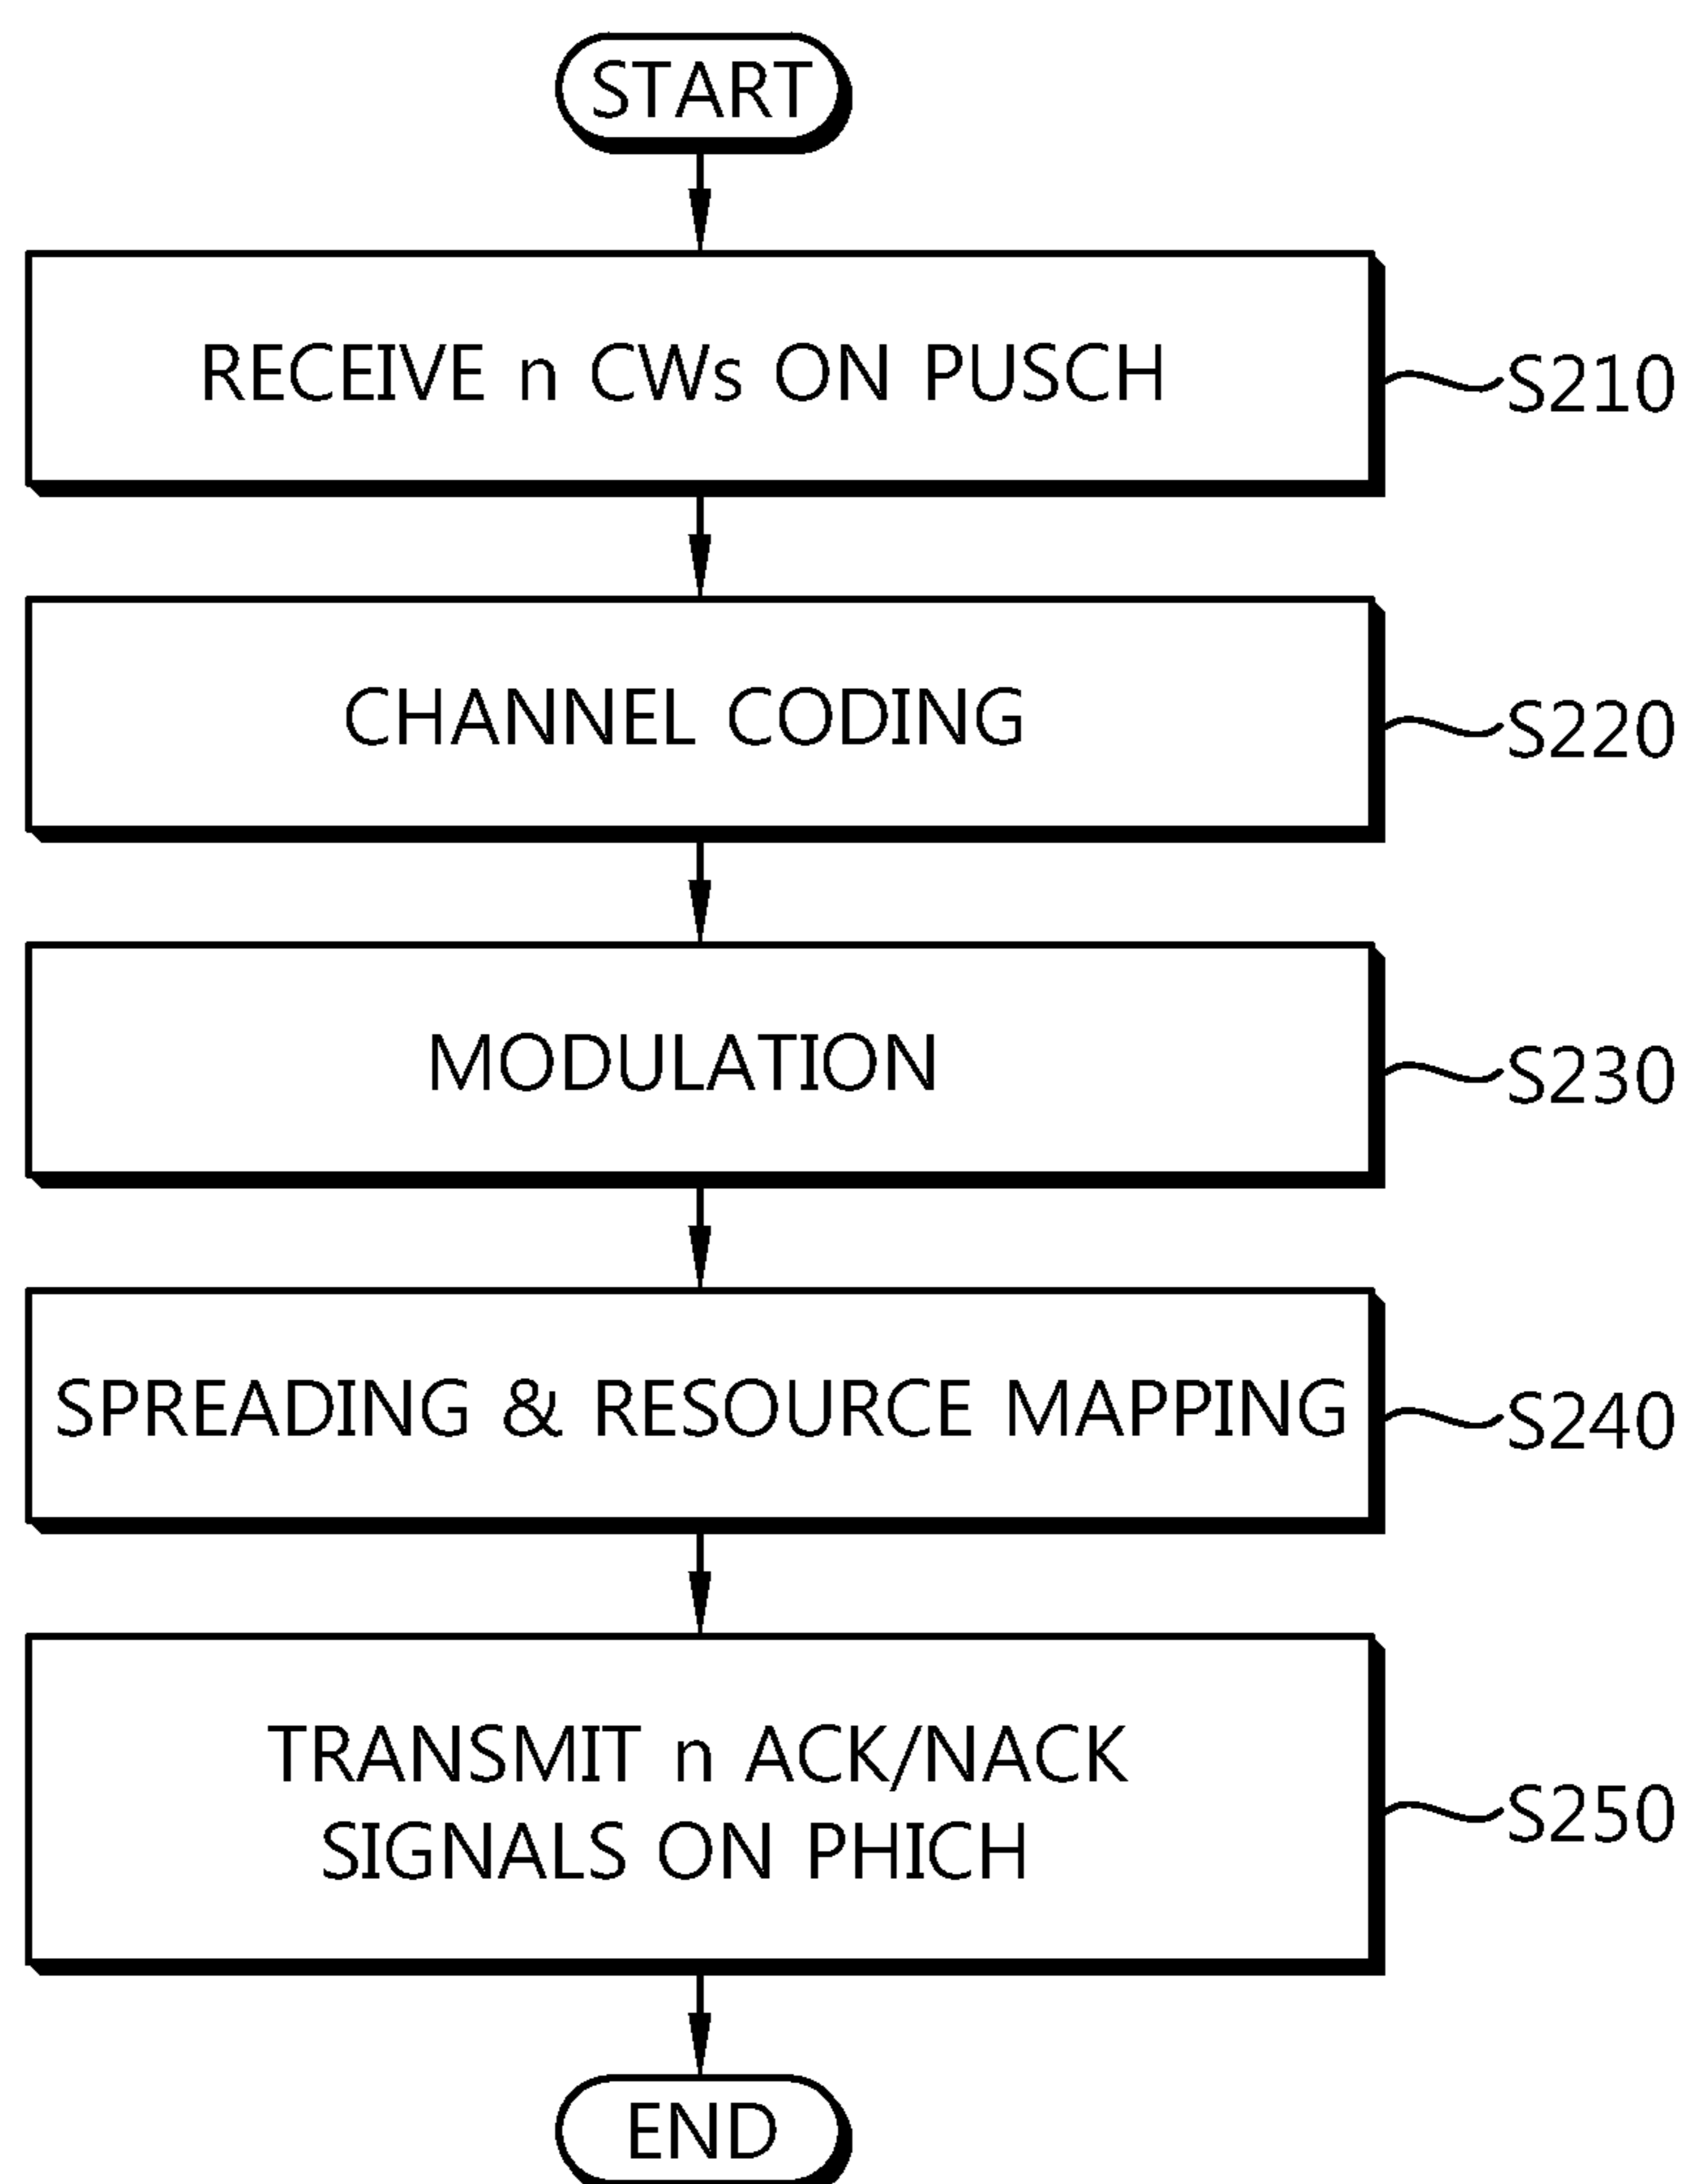 START
RECEIVE n CWs ON PUSCH
S210
CHANNEL CODING
S220
MODULATION
S230
SPREADING & RESOURCE MAPPING
S240
TRANSMIT n ACK/NACK
SIGNALS ON PHICH
S250
END